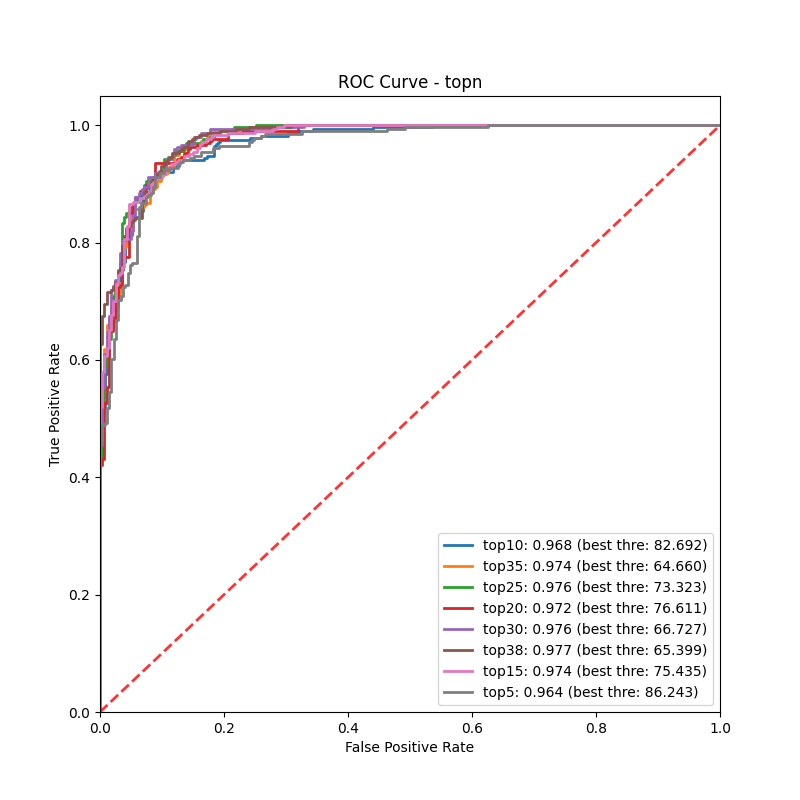 ROC Curve - topn
True Positive Rate
1.0
0.8
0.6
0.4
0.2
0.0
top10: 0.968 (best thre: 82.692)
top35: 0.974 (best thre: 64.660)
top25: 0.976 (best thre: 73.323)
top20: 0.972 (best thre: 76.611)
top30: 0.976 (best thre: 66.727)
top38: 0.977 (best thre: 65.399)
top15: 0.974 (best thre: 75.435)
top5: 0.964 (best thre: 86.243)
0.0 0.2 0.4 0.6 0.8 1.0
False Positive Rate